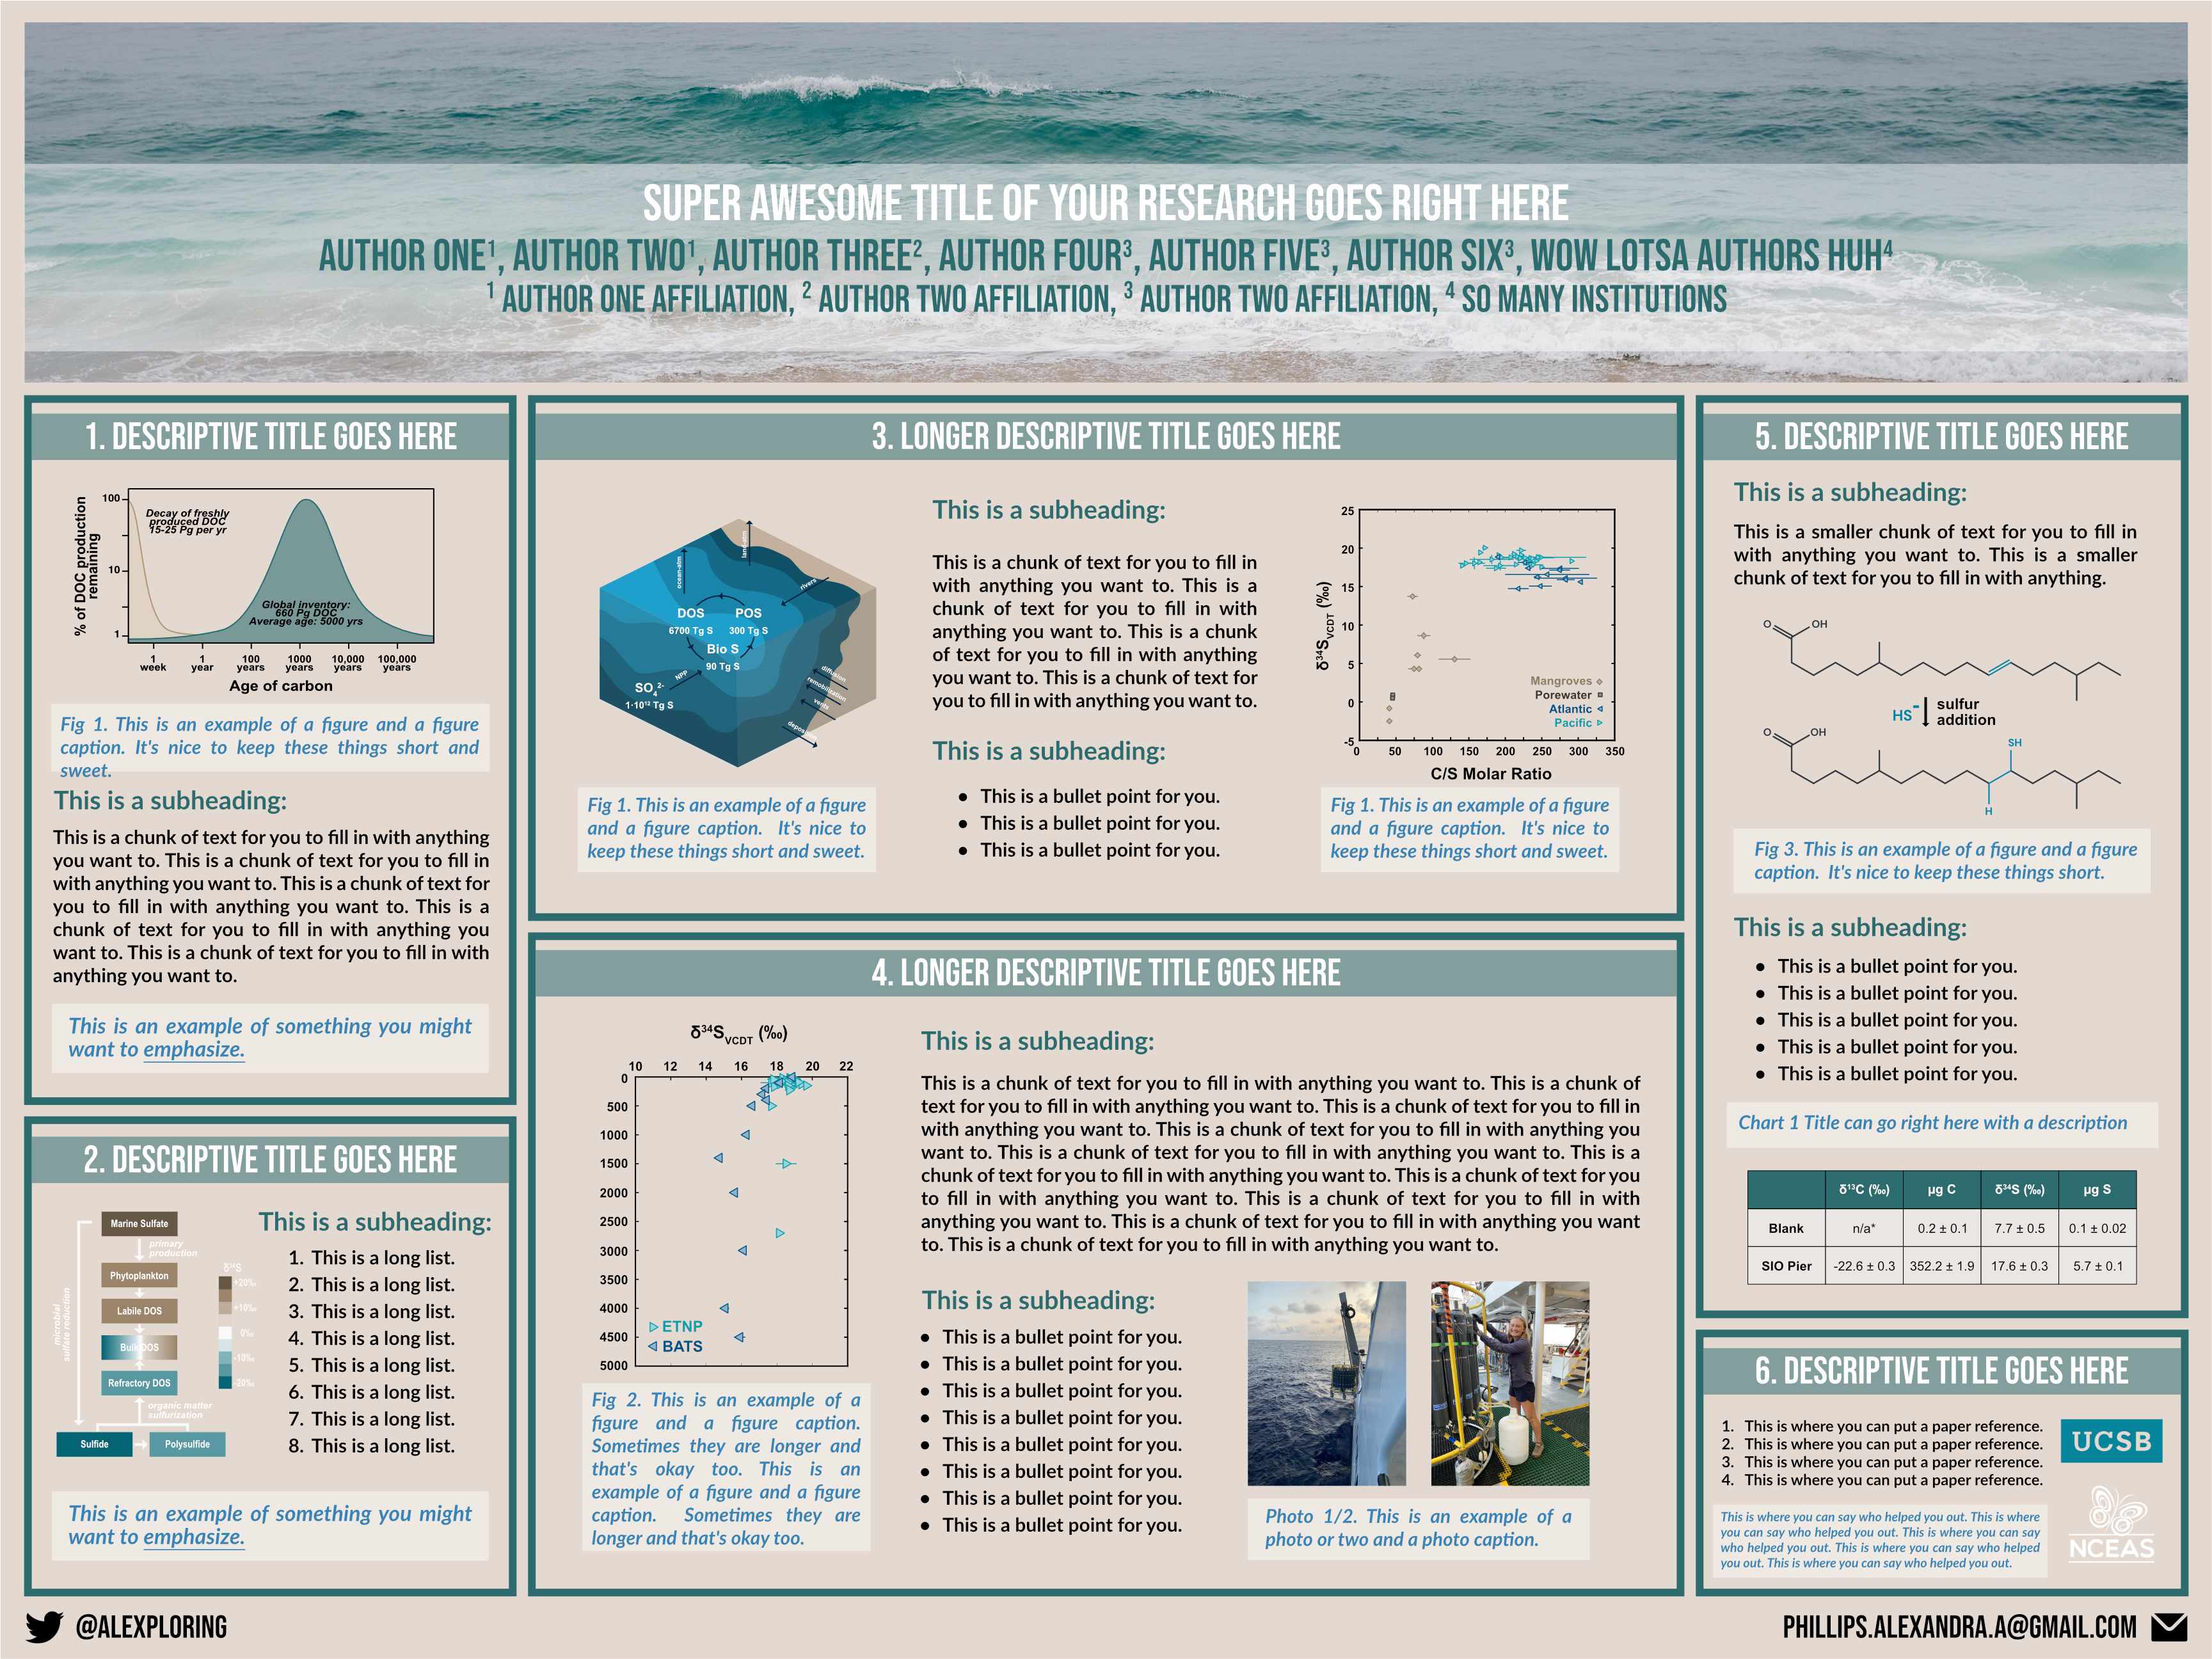 SUPER AWESOME TITLE OF YOUR RESEARCH GOES RIGHT HERE
AUTHOR ONE¹, AUTHOR TWO¹, AUTHOR THREE², AUTHOR FOUR³, AUTHOR FIVE³, AUTHOR SIX³, WOW LOTSA AUTHORS HUH⁴
¹ AUTHOR ONE AFFILIATION, ² AUTHOR TWO AFFILIATION, ³ AUTHOR TWO AFFILIATION, ⁴ SO MANY INSTITUTIONS
1. DESCRIPTIVE TITLE GOES HERE
% of DOC production
remaining
100
10
1
Decay of freshly
produced DOC
15-25 Pg per yr
Global inventory:
660 Pg DOC
Average age: 5000 yrs
1 100 1000 10,000 100,000
1
week year years years years years
Age of carbon
Fig 1. This is an example of a figure and a figure
caption. It's nice to keep these things short and
sweet.
This is a subheading:
This is a chunk of text for you to fill in with anything
you want to. This is a chunk of text for you to fill in
with anything you want to. This is a chunk of text for
you to fill in with anything you want to. This is a
chunk of text for you to fill in with anything you
want to. This is a chunk of text for you to fill in with
anything you want to.
This is an example of something you might
want to emphasize.
2. DESCRIPTIVE TITLE GOES HERE
Marine Sulfate
primary
production
Phytoplankton
Labile DOS
Bulk DOS
Refractory DOS
organic matter
sulfurization
Sulfide
Polysulfide
microbial
sulfate reduction
δ³⁴S
+20‰
+10‰
0‰
-10‰
-20‰
This is a subheading:
1. This is a long list.
2. This is a long list.
3. This is a long list.
4. This is a long list.
5. This is a long list.
6. This is a long list.
7. This is a long list.
8. This is a long list.
This is an example of something you might
want to emphasize.
3. LONGER DESCRIPTIVE TITLE GOES HERE
ocean-atm
land-atm
rivers
DOS POS
6700 Tg S 300 Tg S
Bio S
90 Tg S
NPP
SO₄²⁻
1·10¹² Tg S
diffusion
remobilization
vents
Fig 1. This is an example of a figure
and a figure caption. It's nice to
keep these things short and sweet.
This is a subheading:
This is a chunk of text for you to fill in
with anything you want to. This is a
chunk of text for you to fill in with
anything you want to. This is a chunk
of text for you to fill in with anything
you want to. This is a chunk of text for
you to fill in with anything you want to.
This is a subheading:
● This is a bullet point for you.
● This is a bullet point for you.
● This is a bullet point for you.
δ³⁴S_VCDT (‰)
25
20
15
10
5
0
-5
Mangroves
Porewater
Atlantic
Pacific
0 50 100 150 200 250 300 350
C/S Molar Ratio
Fig 1. This is an example of a figure
and a figure caption. It's nice to
keep these things short and sweet.
4. LONGER DESCRIPTIVE TITLE GOES HERE
δ³⁴S_VCDT (‰)
10 12 14 16 18 20 22
0
500
1000
1500
2000
2500
3000
3500
4000
4500
5000
ETNP
BATS
Fig 2. This is an example of a
figure and a figure caption.
Sometimes they are longer and
that's okay too. This is an
example of a figure and a figure
caption. Sometimes they are
longer and that's okay too.
This is a subheading:
This is a chunk of text for you to fill in with anything you want to. This is a chunk of
text for you to fill in with anything you want to. This is a chunk of text for you to fill in
with anything you want to. This is a chunk of text for you to fill in with anything you
want to. This is a chunk of text for you to fill in with anything you want to. This is a
chunk of text for you to fill in with anything you want to. This is a chunk of text for you
to fill in with anything you want to. This is a chunk of text for you to fill in with
anything you want to. This is a chunk of text for you to fill in with anything you want
to. This is a chunk of text for you to fill in with anything you want to.
This is a subheading:
● This is a bullet point for you.
● This is a bullet point for you.
● This is a bullet point for you.
● This is a bullet point for you.
● This is a bullet point for you.
● This is a bullet point for you.
● This is a bullet point for you.
● This is a bullet point for you.
Photo 1/2. This is an example of a
photo or two and a photo caption.
5. DESCRIPTIVE TITLE GOES HERE
This is a subheading:
This is a smaller chunk of text for you to fill in
with anything you want to. This is a smaller
chunk of text for you to fill in with anything.
O OH
HS⁻ sulfur
addition
O OH
SH
H
Fig 3. This is an example of a figure and a figure
caption. It's nice to keep these things short.
This is a subheading:
● This is a bullet point for you.
● This is a bullet point for you.
● This is a bullet point for you.
● This is a bullet point for you.
● This is a bullet point for you.
Chart 1 Title can go right here with a description
δ¹³C (‰) µg C δ³⁴S (‰) µg S
Blank n/a* 0.2 ± 0.1 7.7 ± 0.5 0.1 ± 0.02
SIO Pier -22.6 ± 0.3 352.2 ± 1.9 17.6 ± 0.3 5.7 ± 0.1
6. DESCRIPTIVE TITLE GOES HERE
1. This is where you can put a paper reference.
2. This is where you can put a paper reference.
3. This is where you can put a paper reference.
4. This is where you can put a paper reference.
UCSB
This is where you can say who helped you out. This is where
you can say who helped you out. This is where you can say
who helped you out. This is where you can say who helped
you out. This is where you can say who helped you out.
NCEAS
@ALEXPLORING
PHILLIPS.ALEXANDRA.A@GMAIL.COM